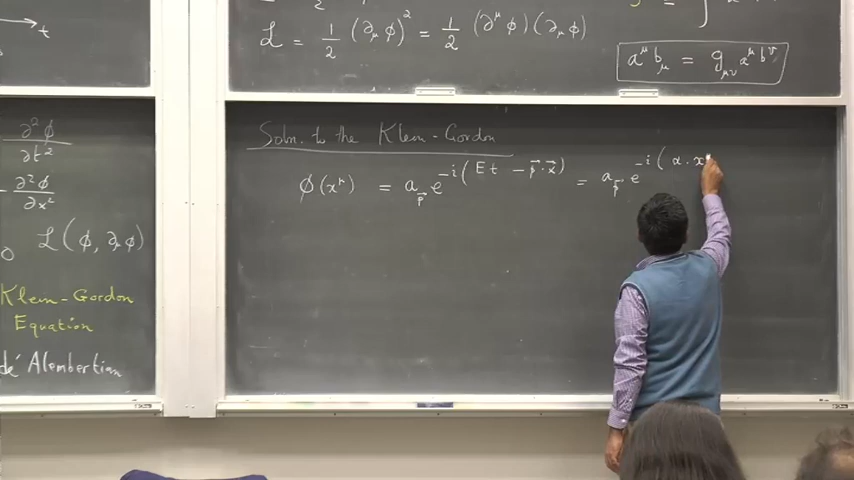 t
ℒ = 1/2 (∂_μ ϕ)² = 1/2 (∂^μ ϕ)(∂_μ ϕ)
a^μ b_μ = g_μν a^μ b^ν
∂²ϕ/∂t²
∂²ϕ/∂x²
ℒ(ϕ, ∂_μ ϕ)
Klein-Gordon
Equation
de' Alembertian
Soln. to the Klein-Gordon
ϕ(x^μ) = a_p⃗ e^{-i(Et - p⃗·x⃗)} = a_p⃗ e^{-i(α·x